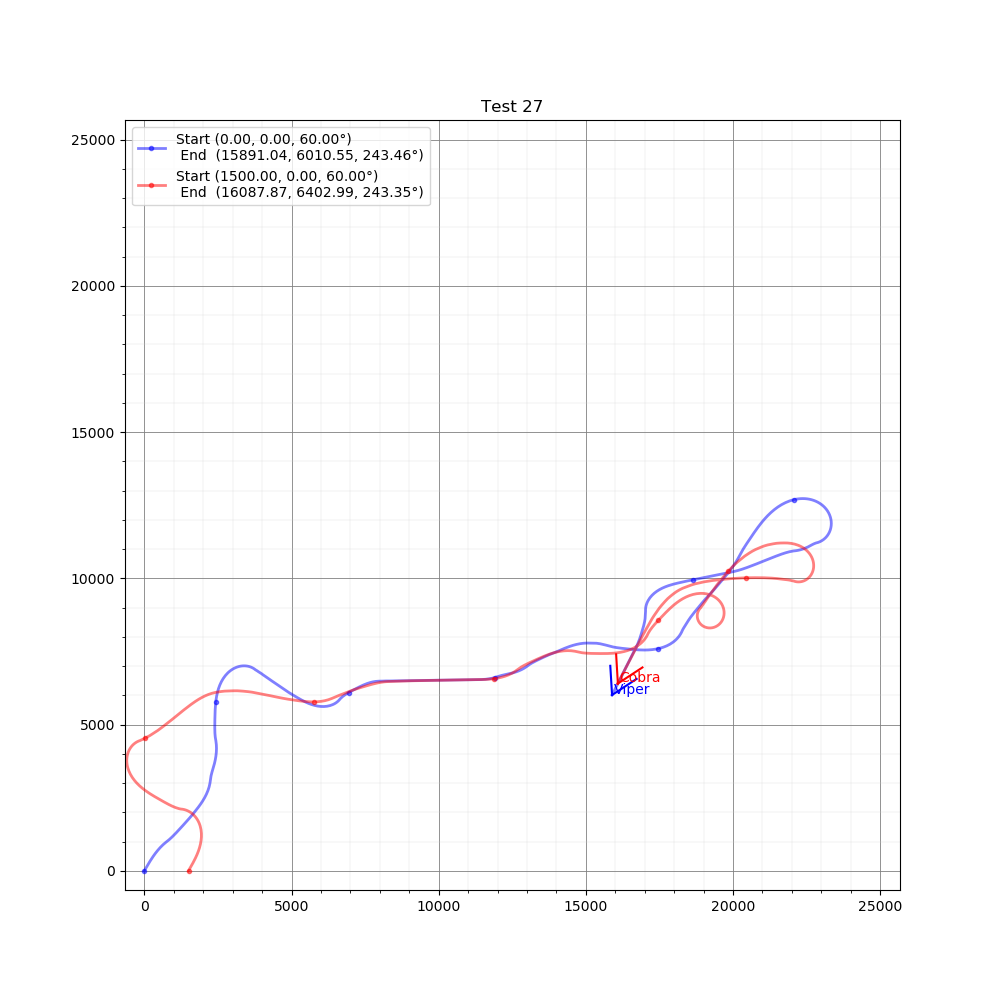 Test 27
Start (0.00, 0.00, 60.00°)
End  (15891.04, 6010.55, 243.46°)
Start (1500.00, 0.00, 60.00°)
End  (16087.87, 6402.99, 243.35°)
25000
20000
15000
10000
5000
0
Cobra
Viper
0
5000
10000
15000
20000
25000